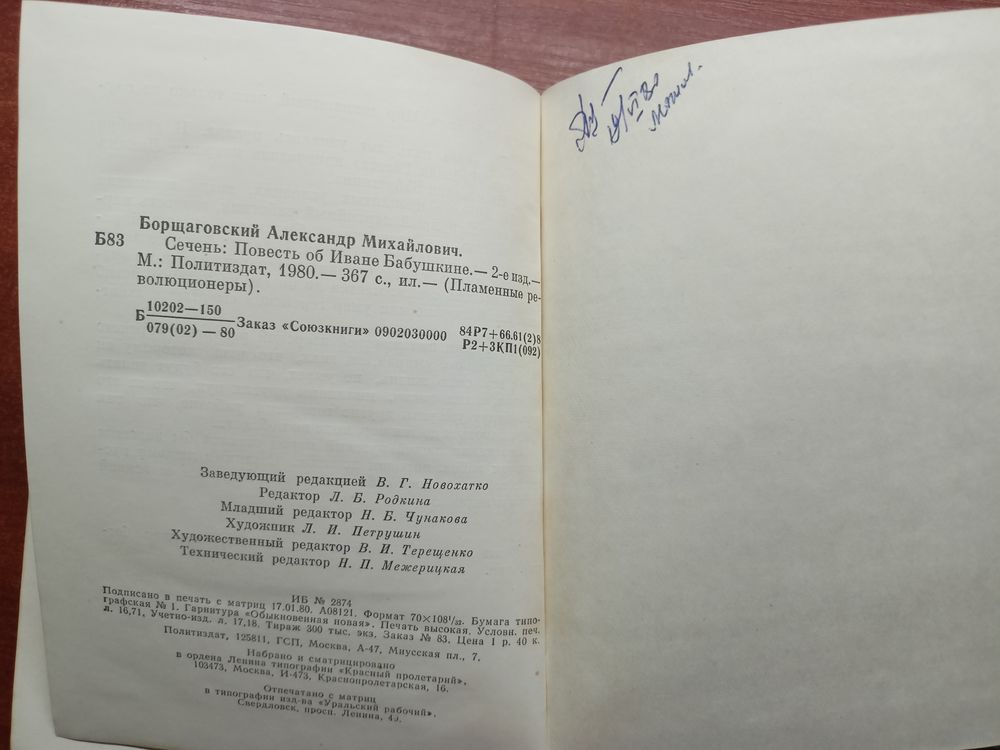 Борщаговский Александр Михайлович.
Б83 Сечень: Повесть об Иване Бабушкине.— 2-е изд.—
М.: Политиздат, 1980.— 367 с., ил.— (Пламенные ре-
волюционеры).
Б 10202—150
079(02) — 80
Заказ «Союзкниги» 0902030000
84Р7+66.61(2)8
Р2+3КП1(092)
Заведующий редакцией В. Г. Новохатко
Редактор Л. Б. Родкина
Младший редактор Н. Б. Чунакова
Художник Л. И. Петрушин
Художественный редактор В. И. Терещенко
Технический редактор Н. П. Межерицкая
ИБ № 2874
Подписано в печать с матриц 17.01.80. А08121. Формат 70×108¹/₃₂. Бумага типо-
графская № 1. Гарнитура «Обыкновенная новая». Печать высокая. Условн. печ.
л. 16,71. Учетно-изд. л. 17,18. Тираж 300 тыс. экз. Заказ № 83. Цена 1 р. 40 к.
Политиздат, 125811, ГСП, Москва, А-47, Миусская пл., 7.
Набрано и сматрицировано
в ордена Ленина типографии «Красный пролетарий».
103473, Москва, И-473, Краснопролетарская, 16.
Отпечатано с матриц
в типографии изд-ва «Уральский рабочий».
Свердловск, просп. Ленина, 49.